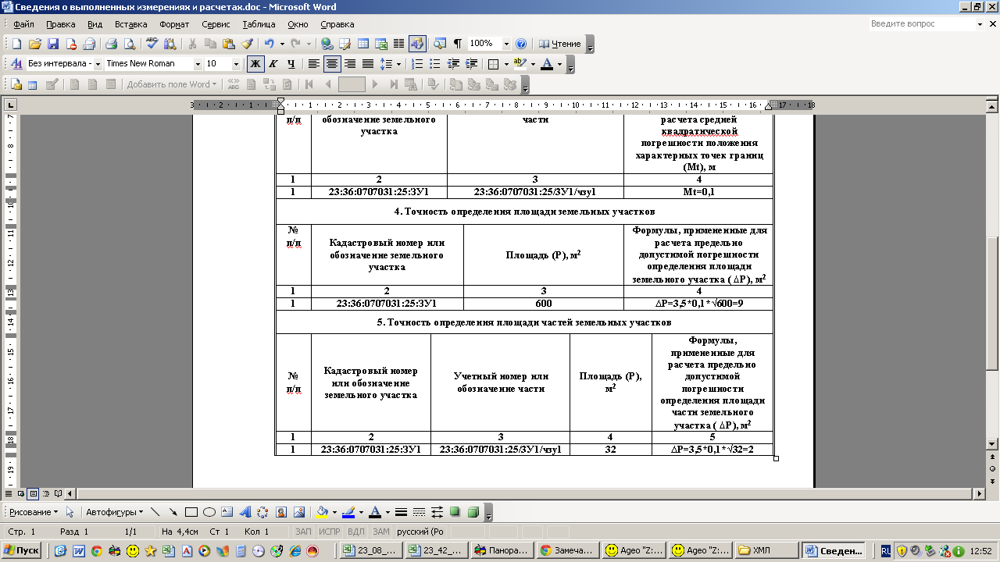 Сведения о выполненных измерениях и расчетах.doc - Microsoft Word
Файл Правка Вид Вставка Формат Сервис Таблица Окно Справка Введите вопрос
100% Чтение
Без интервала - Times New Roman 10 Ж К Ч
Добавить поле Word
3 2 1 1 2 3 4 5 6 7 8 9 10 11 12 13 14 15 16 17 18
п/п обозначение земельного участка части расчета средней квадратической погрешности положения характерных точек границ (Mt), м
1 2 3 4
1 23:36:0707031:25:ЗУ1 23:36:0707031:25/ЗУ1/чзу1 Mt=0,1
4. Точность определения площади земельных участков
№ п/п Кадастровый номер или обозначение земельного участка Площадь (Р), м2 Формулы, примененные для расчета предельно допустимой погрешности определения площади земельного участка ( ΔР), м2
1 2 3 4
1 23:36:0707031:25:ЗУ1 600 ΔР=3,5*0,1*√600=9
5. Точность определения площади частей земельных участков
№ п/п Кадастровый номер или обозначение земельного участка Учетный номер или обозначение части Площадь (Р), м2 Формулы, примененные для расчета предельно допустимой погрешности определения площади части земельного участка ( ΔР), м2
1 2 3 4 5
1 23:36:0707031:25:ЗУ1 23:36:0707031:25/ЗУ1/чзу1 32 ΔР=3,5*0,1*√32=2
Рисование Автофигуры
Стр. 1 Разд 1 1/1 На 4,4см Ст 1 Кол 1 ЗАП ИСПР ВДЛ ЗАМ русский (Ро
Пуск 23_08_... 23_42_... Панора... Замеча... Ageo "Z:... Ageo "Z:... ХМЛ Сведен... RL 12:52